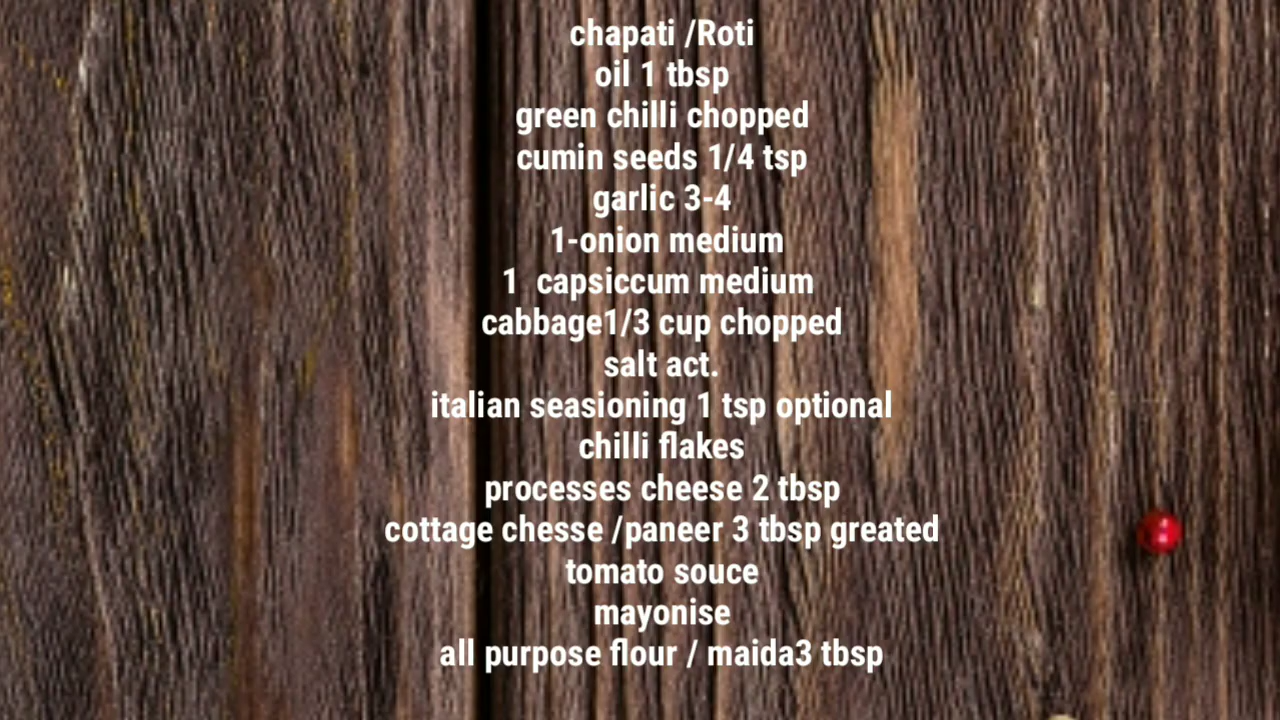 chapati /Roti
oil 1 tbsp
green chilli chopped
cumin seeds 1/4 tsp
garlic 3-4
1-onion medium
1  capsiccum medium
cabbage1/3 cup chopped
salt act.
italian seasioning 1 tsp optional
chilli flakes
processes cheese 2 tbsp
cottage chesse /paneer 3 tbsp greated
tomato souce
mayonise
all purpose flour / maida3 tbsp